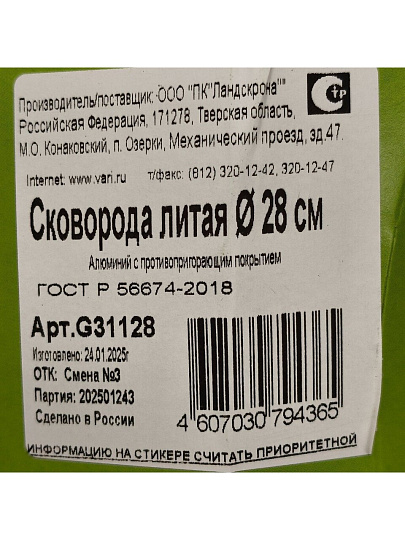 Производитель/поставщик: ООО "ПК"Ландскрона""
Российская Федерация, 171278, Тверская область,
М.О. Конаковский, п. Озерки, Механический проезд, зд.47.
Internet: www.vari.ru т/факс: (812) 320-12-42, 320-12-47
Сковорода литая Ø 28 см
Алюминий с противопригорающим покрытием
ГОСТ Р 56674-2018
Арт.G31128
Изготовлено: 24.01.2025г
ОТК: Смена №3
Партия: 202501243
Сделано в России
4 607030 794365
ИНФОРМАЦИЮ НА СТИКЕРЕ СЧИТАТЬ ПРИОРИТЕТНОЙ